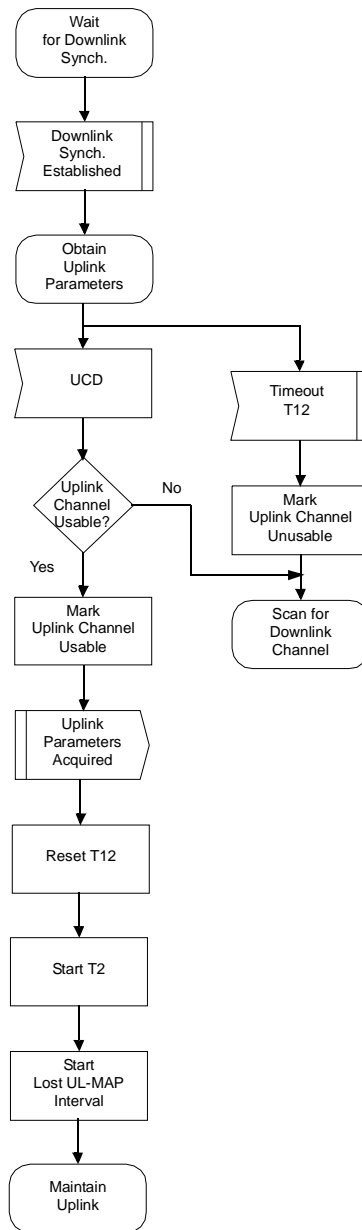 Wait
for Downlink
Synch.
Downlink
Synch.
Established
Obtain
Uplink
Parameters
UCD
Timeout
T12
Uplink
Channel
Usable?
No
Mark
Uplink Channel
Unusable
Yes
Mark
Uplink Channel
Usable
Scan for
Downlink
Channel
Uplink
Parameters
Acquired
Reset T12
Start T2
Start
Lost UL-MAP
Interval
Maintain
Uplink